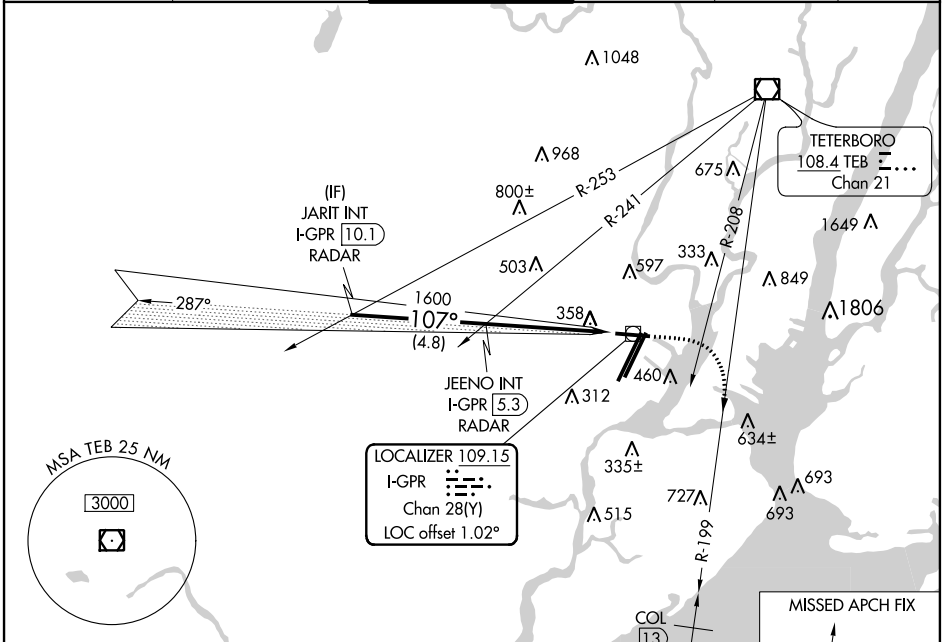 1048
TETERBORO
108.4 TEB
Chan 21
968
675
R-253
800±
R-241
R-208
(IF)
JARIT INT
I-GPR 10.1
RADAR
1649
503
597
333
849
287°
1600
107°
(4.8)
358
1806
JEENO INT
I-GPR 5.3
RADAR
460
312
634±
MSA TEB 25 NM
3000
LOCALIZER 109.15
I-GPR
Chan 28(Y)
LOC offset 1.02°
335±
727
693
693
515
R-199
COL
13
MISSED APCH FIX